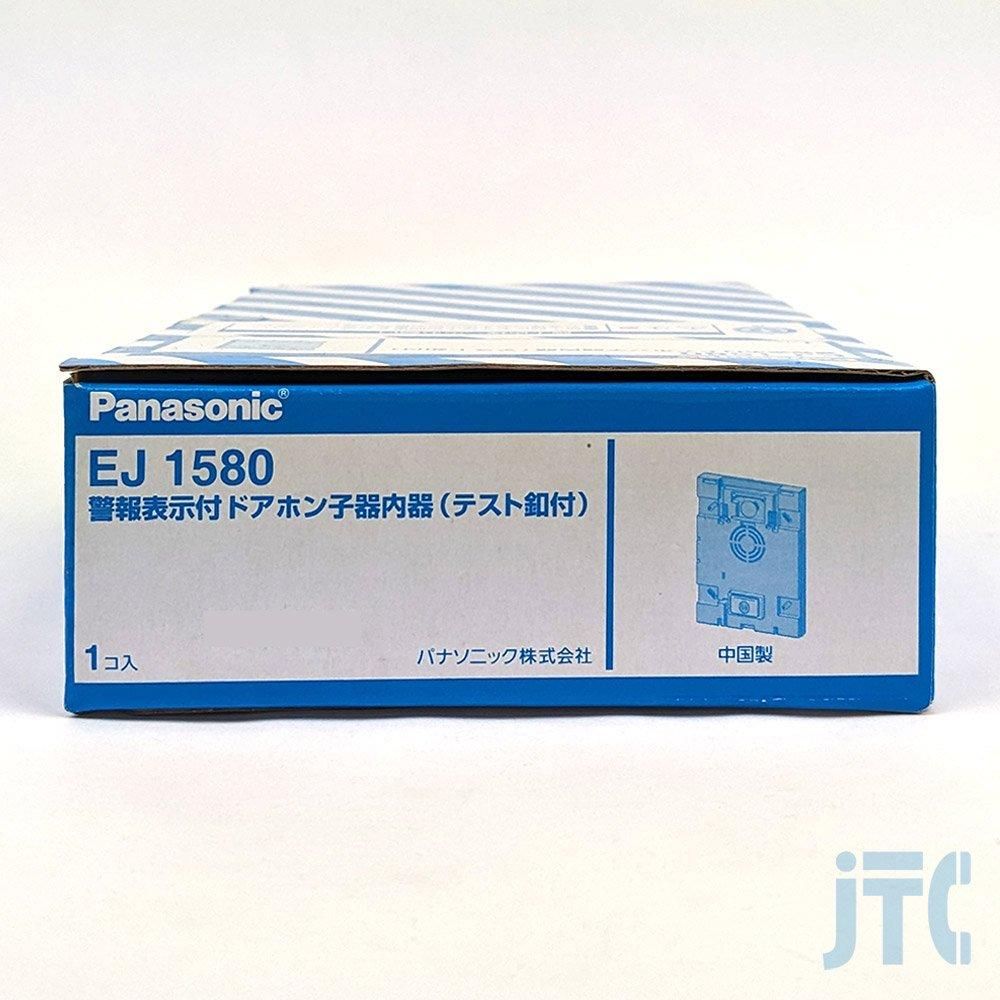 Panasonic®
EJ 1580
警報表示付ドアホン子器内器(テスト釦付)
1コ入
パナソニック株式会社
中国製
JTC